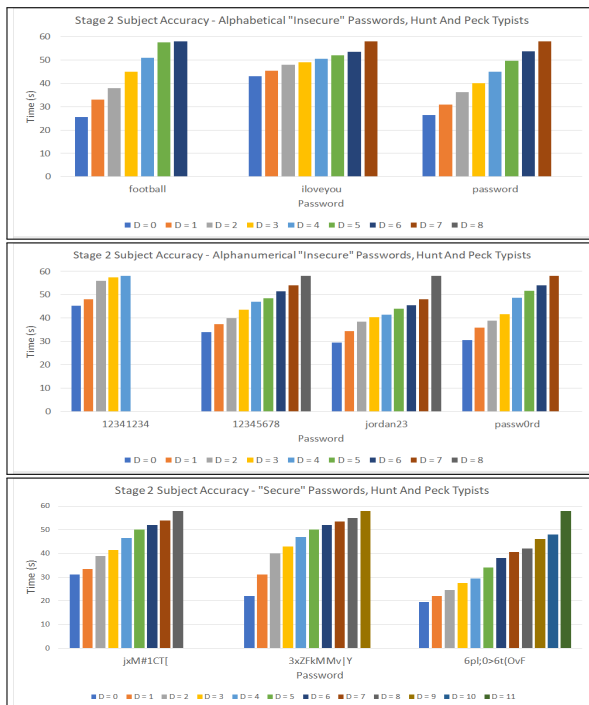 Stage 2 Subject Accuracy - Alphabetical "Insecure" Passwords, Hunt And Peck Typists
60
50
40
30
20
10
0
Time (s)
football iloveyou password
Password
D = 0 D = 1 D = 2 D = 3 D = 4 D = 5 D = 6 D = 7 D = 8
Stage 2 Subject Accuracy - Alphanumerical "Insecure" Passwords, Hunt And Peck Typists
60
50
40
30
20
10
0
Time (s)
12341234 12345678 jordan23 passw0rd
Password
D = 0 D = 1 D = 2 D = 3 D = 4 D = 5 D = 6 D = 7 D = 8
Stage 2 Subject Accuracy - "Secure" Passwords, Hunt And Peck Typists
60
50
40
30
20
10
0
Time (s)
jxM#1CT[ 3xZFkMMv|Y 6pl;0>6t(OvF
Password
D = 0 D = 1 D = 2 D = 3 D = 4 D = 5 D = 6 D = 7 D = 8 D = 9 D = 10 D = 11